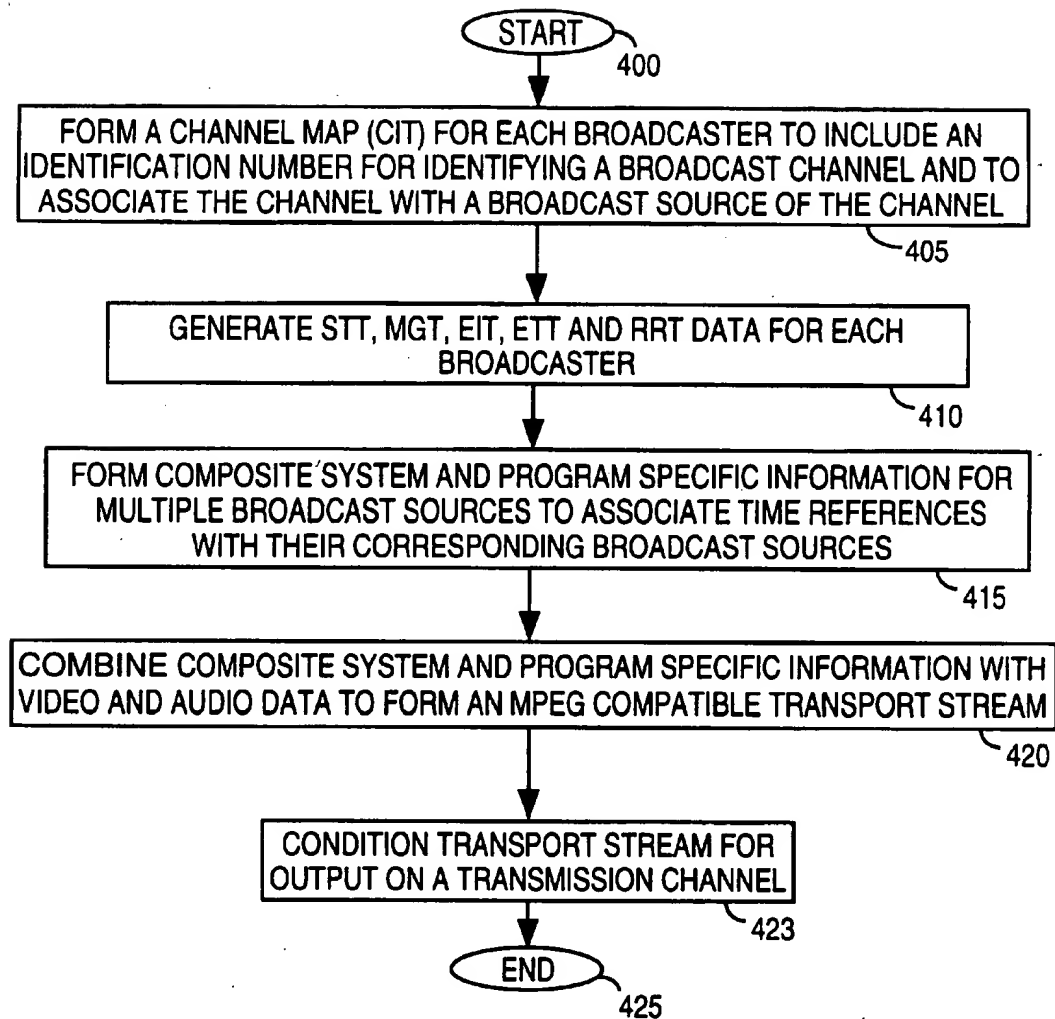 START
400
FORM A CHANNEL MAP (CIT) FOR EACH BROADCASTER TO INCLUDE AN
IDENTIFICATION NUMBER FOR IDENTIFYING A BROADCAST CHANNEL AND TO
ASSOCIATE THE CHANNEL WITH A BROADCAST SOURCE OF THE CHANNEL
405
GENERATE STT, MGT, EIT, ETT AND RRT DATA FOR EACH
BROADCASTER
410
FORM COMPOSITE SYSTEM AND PROGRAM SPECIFIC INFORMATION FOR
MULTIPLE BROADCAST SOURCES TO ASSOCIATE TIME REFERENCES
WITH THEIR CORRESPONDING BROADCAST SOURCES
415
COMBINE COMPOSITE SYSTEM AND PROGRAM SPECIFIC INFORMATION WITH
VIDEO AND AUDIO DATA TO FORM AN MPEG COMPATIBLE TRANSPORT STREAM
420
CONDITION TRANSPORT STREAM FOR
OUTPUT ON A TRANSMISSION CHANNEL
423
END
425